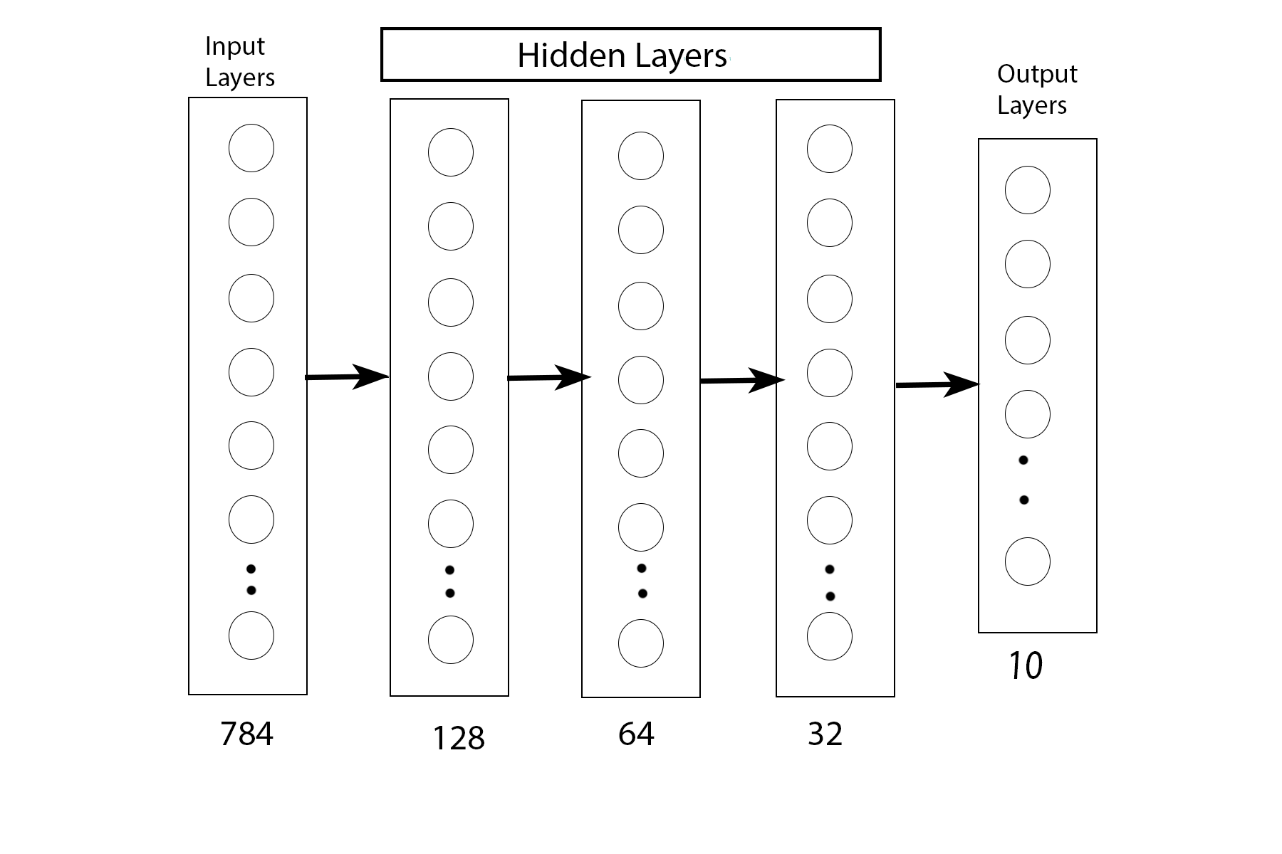 Input
Layers
Hidden Layers
Output
Layers
784
128
64
32
10